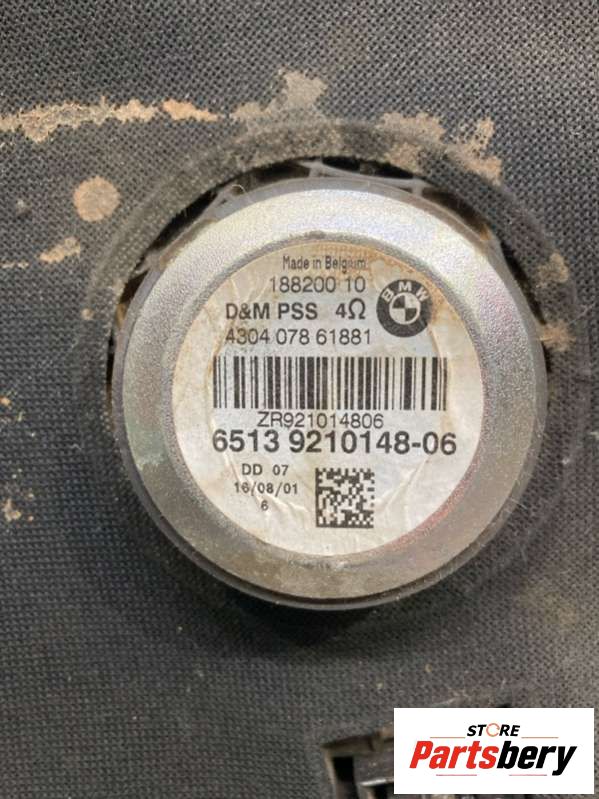 Made in Belgium
188200 10
D&M PSS 4Ω
BMW
4304 078 61881
ZR921014806
6513 9210148-06
DD 07
16/08/01
6
STORE
Partsbery